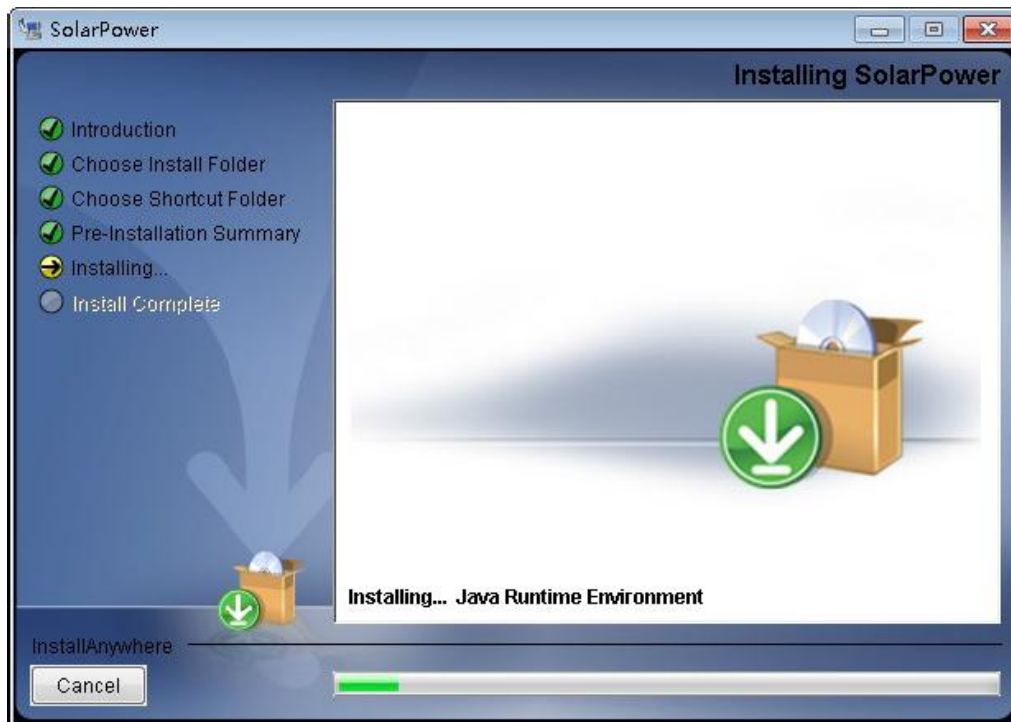 SolarPower
Installing SolarPower
Introduction
Choose Install Folder
Choose Shortcut Folder
Pre-Installation Summary
Installing...
Install Complete
Installing... Java Runtime Environment
InstallAnywhere
Cancel